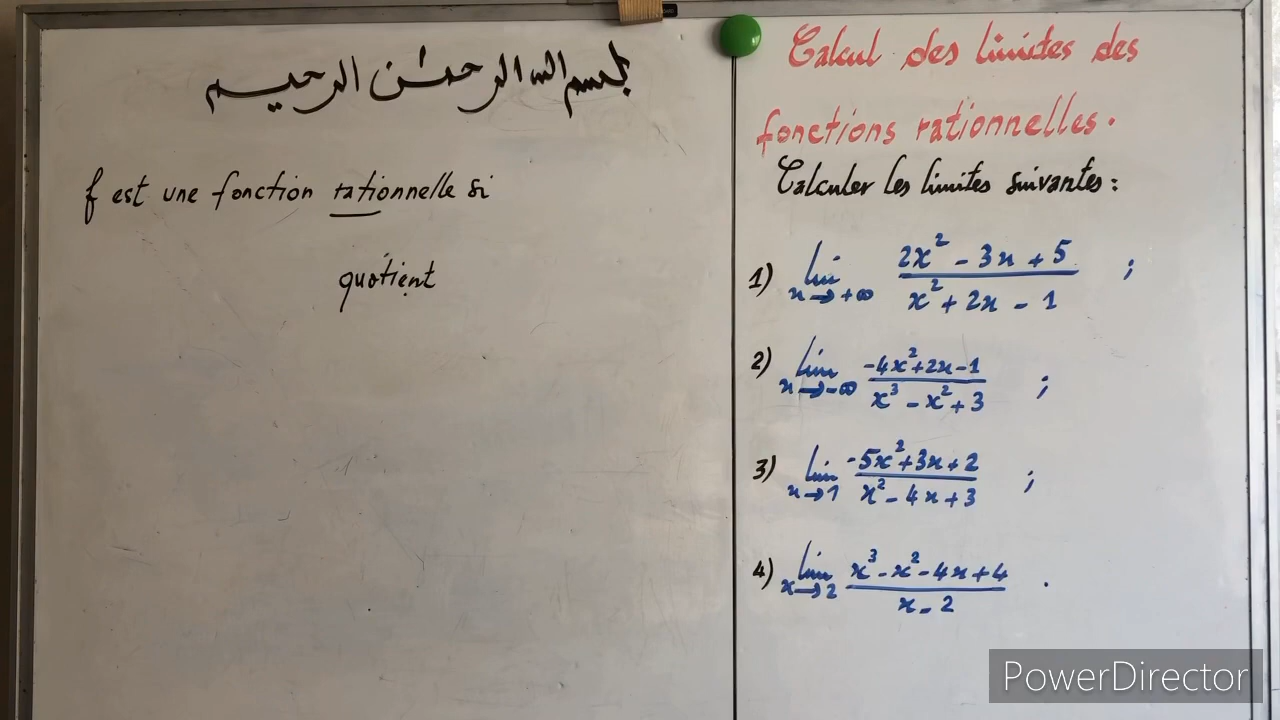 بسم الله الرحمٰن الرحيم
f est une fonction rationnelle si
quotient
Calcul des limites des
fonctions rationnelles.
Calculer les limites suivantes :
1) lim x→+∞ (2x² - 3x + 5)/(x² + 2x - 1) ;
2) lim x→-∞ (-4x²+2x-1)/(x³ - x² + 3) ;
3) lim x→1 (-5x²+3x+2)/(x² - 4x + 3) ;
4) lim x→2 (x³ - x² - 4x + 4)/(x - 2) .
PowerDirector